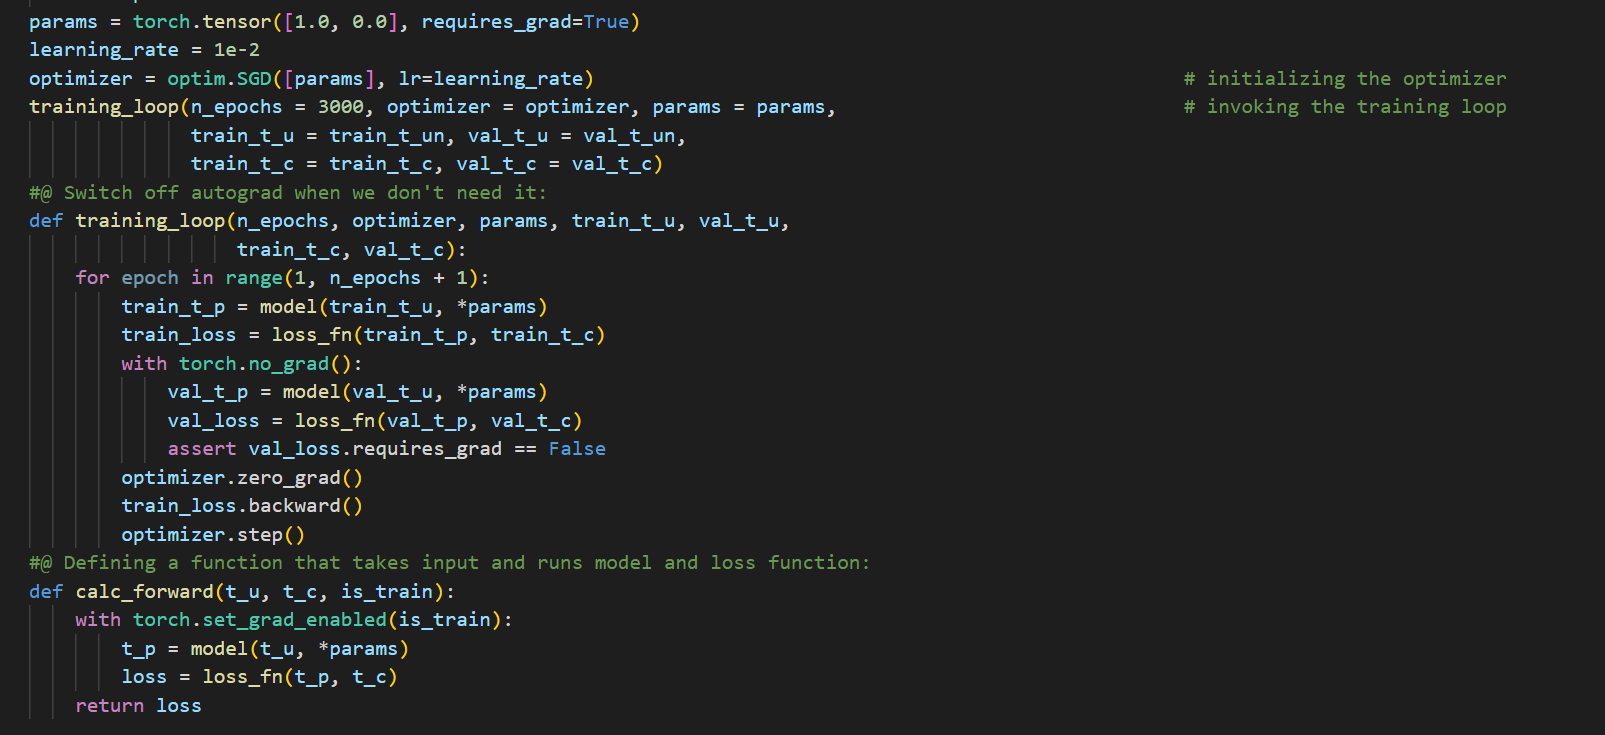 params = torch.tensor([1.0, 0.0], requires_grad=True)
learning_rate = 1e-2
optimizer = optim.SGD([params], lr=learning_rate) # initializing the optimizer
training_loop(n_epochs = 3000, optimizer = optimizer, params = params, # invoking the training loop
train_t_u = train_t_un, val_t_u = val_t_un,
train_t_c = train_t_c, val_t_c = val_t_c)
#@ Switch off autograd when we don't need it:
def training_loop(n_epochs, optimizer, params, train_t_u, val_t_u,
train_t_c, val_t_c):
for epoch in range(1, n_epochs + 1):
train_t_p = model(train_t_u, *params)
train_loss = loss_fn(train_t_p, train_t_c)
with torch.no_grad():
val_t_p = model(val_t_u, *params)
val_loss = loss_fn(val_t_p, val_t_c)
assert val_loss.requires_grad == False
optimizer.zero_grad()
train_loss.backward()
optimizer.step()
#@ Defining a function that takes input and runs model and loss function:
def calc_forward(t_u, t_c, is_train):
with torch.set_grad_enabled(is_train):
t_p = model(t_u, *params)
loss = loss_fn(t_p, t_c)
return loss